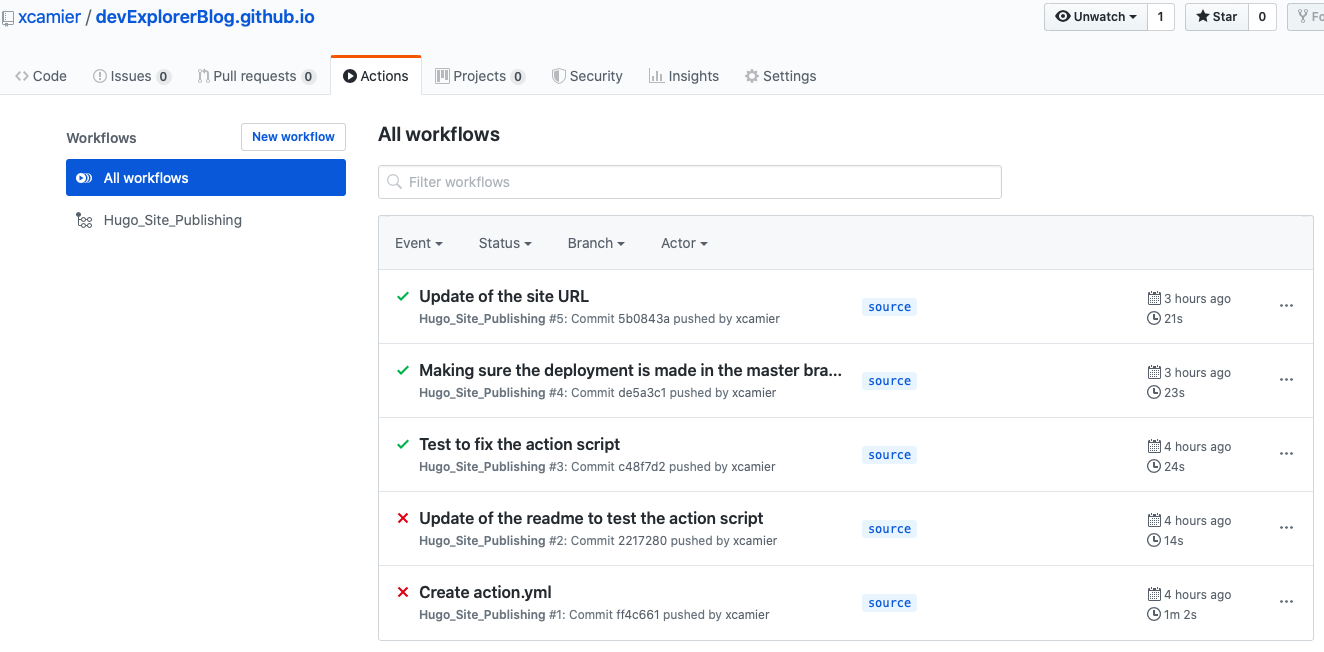 xcamier / devExplorerBlog.github.io
Unwatch 1 Star 0 Fo
Code Issues 0 Pull requests 0 Actions Projects 0 Security Insights Settings
Workflows
New workflow
All workflows
Hugo_Site_Publishing
All workflows
Filter workflows
Event Status Branch Actor
Update of the site URL
Hugo_Site_Publishing #5: Commit 5b0843a pushed by xcamier
source
3 hours ago
21s
Making sure the deployment is made in the master bra...
Hugo_Site_Publishing #4: Commit de5a3c1 pushed by xcamier
source
3 hours ago
23s
Test to fix the action script
Hugo_Site_Publishing #3: Commit c48f7d2 pushed by xcamier
source
4 hours ago
24s
Update of the readme to test the action script
Hugo_Site_Publishing #2: Commit 2217280 pushed by xcamier
source
4 hours ago
14s
Create action.yml
Hugo_Site_Publishing #1: Commit ff4c661 pushed by xcamier
source
4 hours ago
1m 2s